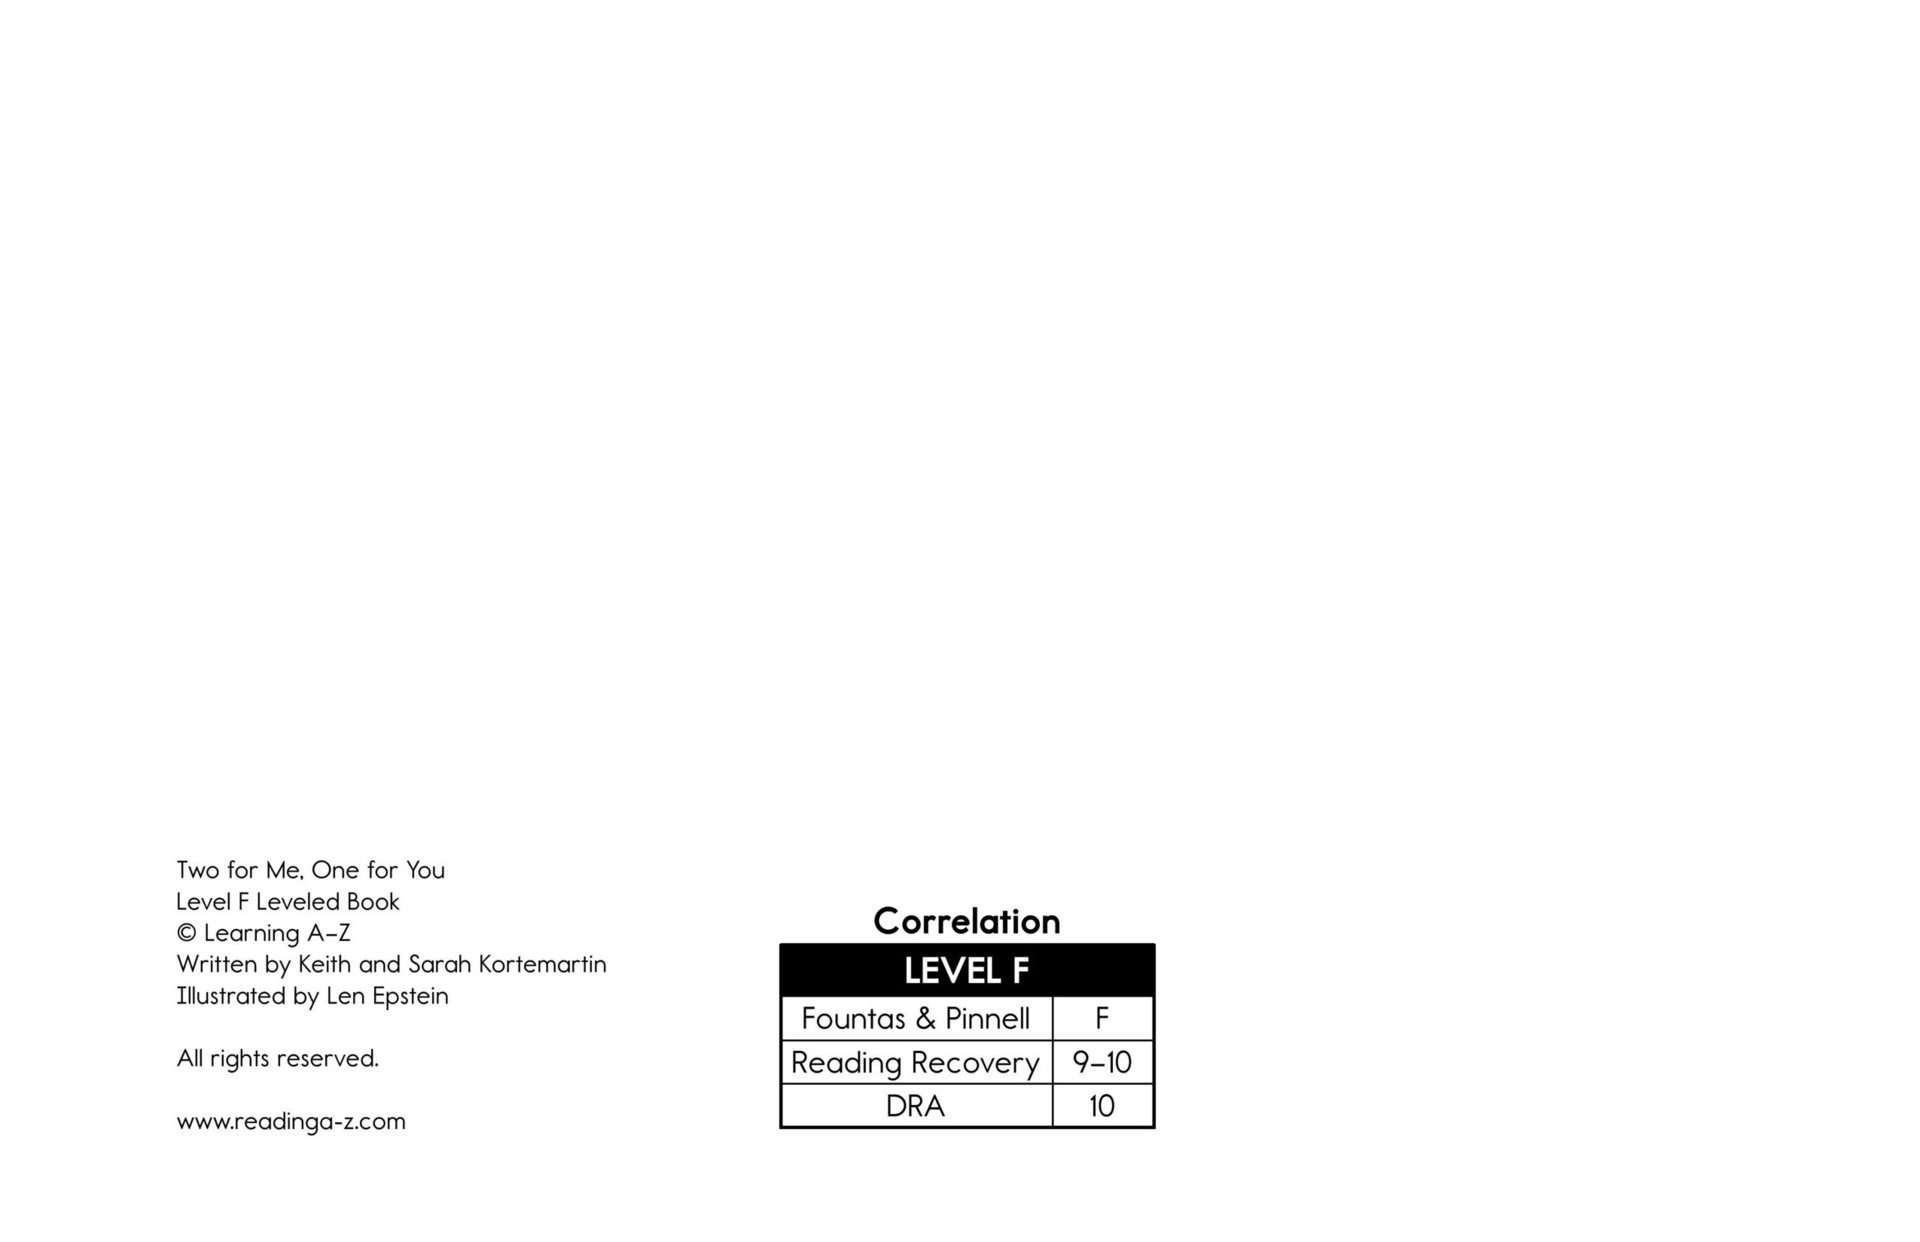 Two for Me, One for You
Level F Leveled Book
© Learning A–Z
Written by Keith and Sarah Kortemartin
Illustrated by Len Epstein
All rights reserved.
www.readinga-z.com
Correlation
LEVEL F
Fountas & Pinnell F
Reading Recovery 9–10
DRA 10